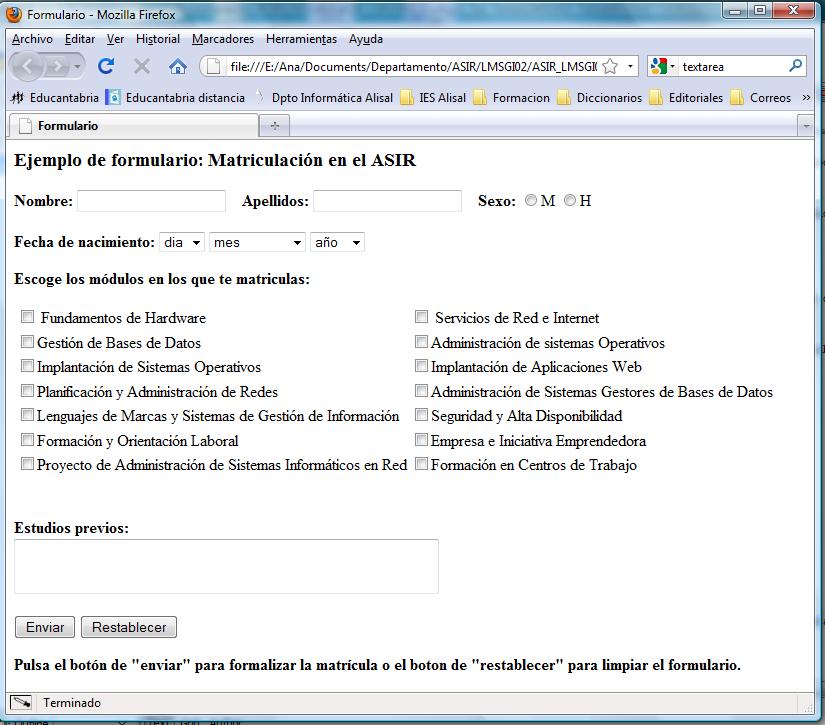 Formulario - Mozilla Firefox
Archivo Editar Ver Historial Marcadores Herramientas Ayuda
file:///E:/Ana/Documents/Departamento/ASIR/LMSGI02/ASIR_LMSGI textarea
Educantabria Educantabria distancia Dpto Informática Alisal IES Alisal Formacion Diccionarios Editoriales Correos »
Formulario
Ejemplo de formulario: Matriculación en el ASIR
Nombre: Apellidos: Sexo: M H
Fecha de nacimiento: dia mes año
Escoge los módulos en los que te matriculas:
Fundamentos de Hardware Servicios de Red e Internet
Gestión de Bases de Datos Administración de sistemas Operativos
Implantación de Sistemas Operativos Implantación de Aplicaciones Web
Planificación y Administración de Redes Administración de Sistemas Gestores de Bases de Datos
Lenguajes de Marcas y Sistemas de Gestión de Información Seguridad y Alta Disponibilidad
Formación y Orientación Laboral Empresa e Iniciativa Emprendedora
Proyecto de Administración de Sistemas Informáticos en Red Formación en Centros de Trabajo
Estudios previos:
Enviar Restablecer
Pulsa el botón de "enviar" para formalizar la matrícula o el boton de "restablecer" para limpiar el formulario.
Terminado